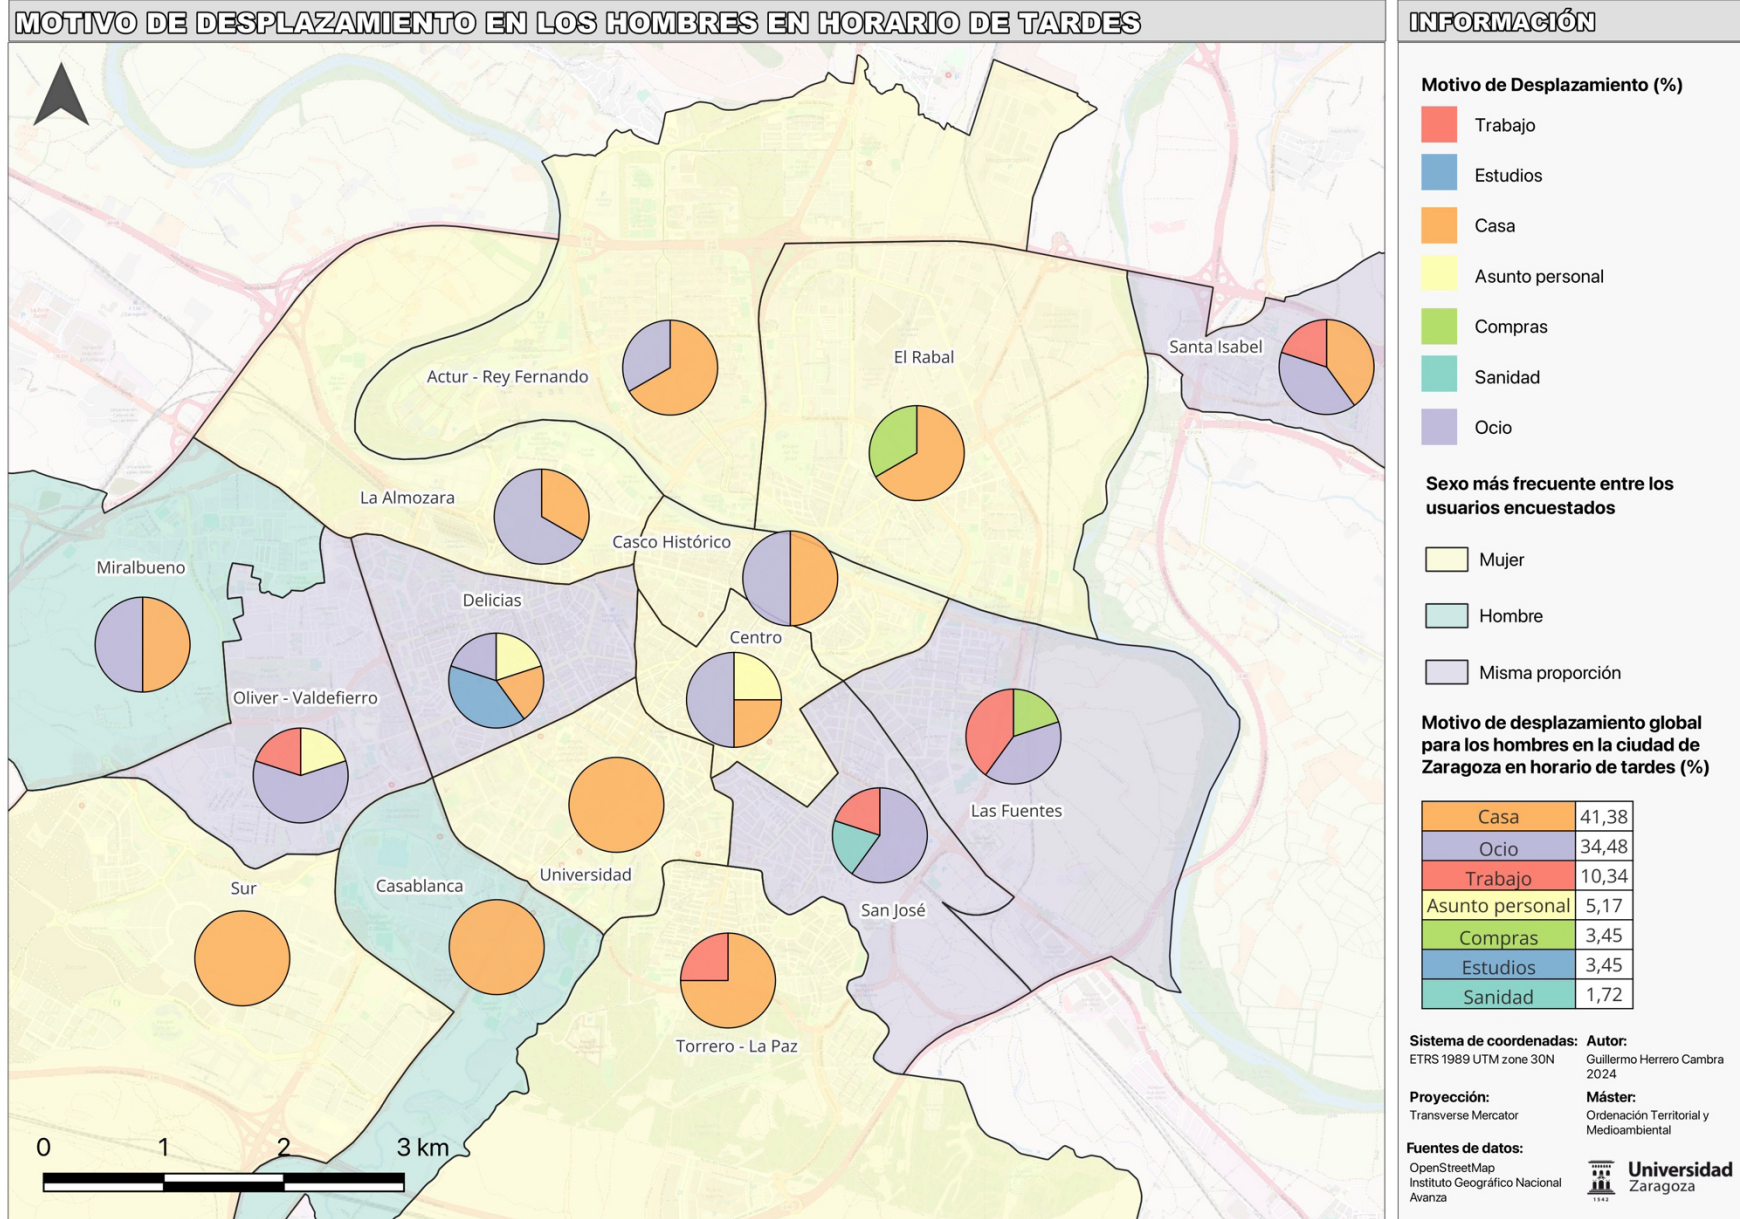 MOTIVO DE DESPLAZAMIENTO EN LOS HOMBRES EN HORARIO DE TARDES
Actur - Rey Fernando
El Rabal
Santa Isabel
La Almozara
Casco Histórico
Miralbueno
Delicias
Centro
Oliver - Valdefierro
Las Fuentes
Universidad
Sur
Casablanca
San José
Torrero - La Paz
0 1 2 3 km
INFORMACIÓN
Motivo de Desplazamiento (%)
Trabajo
Estudios
Casa
Asunto personal
Compras
Sanidad
Ocio
Sexo más frecuente entre los
usuarios encuestados
Mujer
Hombre
Misma proporción
Motivo de desplazamiento global
para los hombres en la ciudad de
Zaragoza en horario de tardes (%)
Casa 41,38
Ocio 34,48
Trabajo 10,34
Asunto personal 5,17
Compras 3,45
Estudios 3,45
Sanidad 1,72
Sistema de coordenadas:
ETRS 1989 UTM zone 30N
Autor:
Guillermo Herrero Cambra
2024
Proyección:
Transverse Mercator
Máster:
Ordenación Territorial y
Medioambiental
Fuentes de datos:
OpenStreetMap
Instituto Geográfico Nacional
Avanza
1542
Universidad
Zaragoza